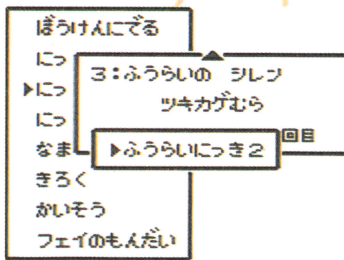 ぼうけんにでる
にっ
▶にっ
にっ
なま
きろく
かいそう
フェイのもんだい
3:ふうらいの シレン
ツキカゲむら
▶ふうらいにっき2
回目